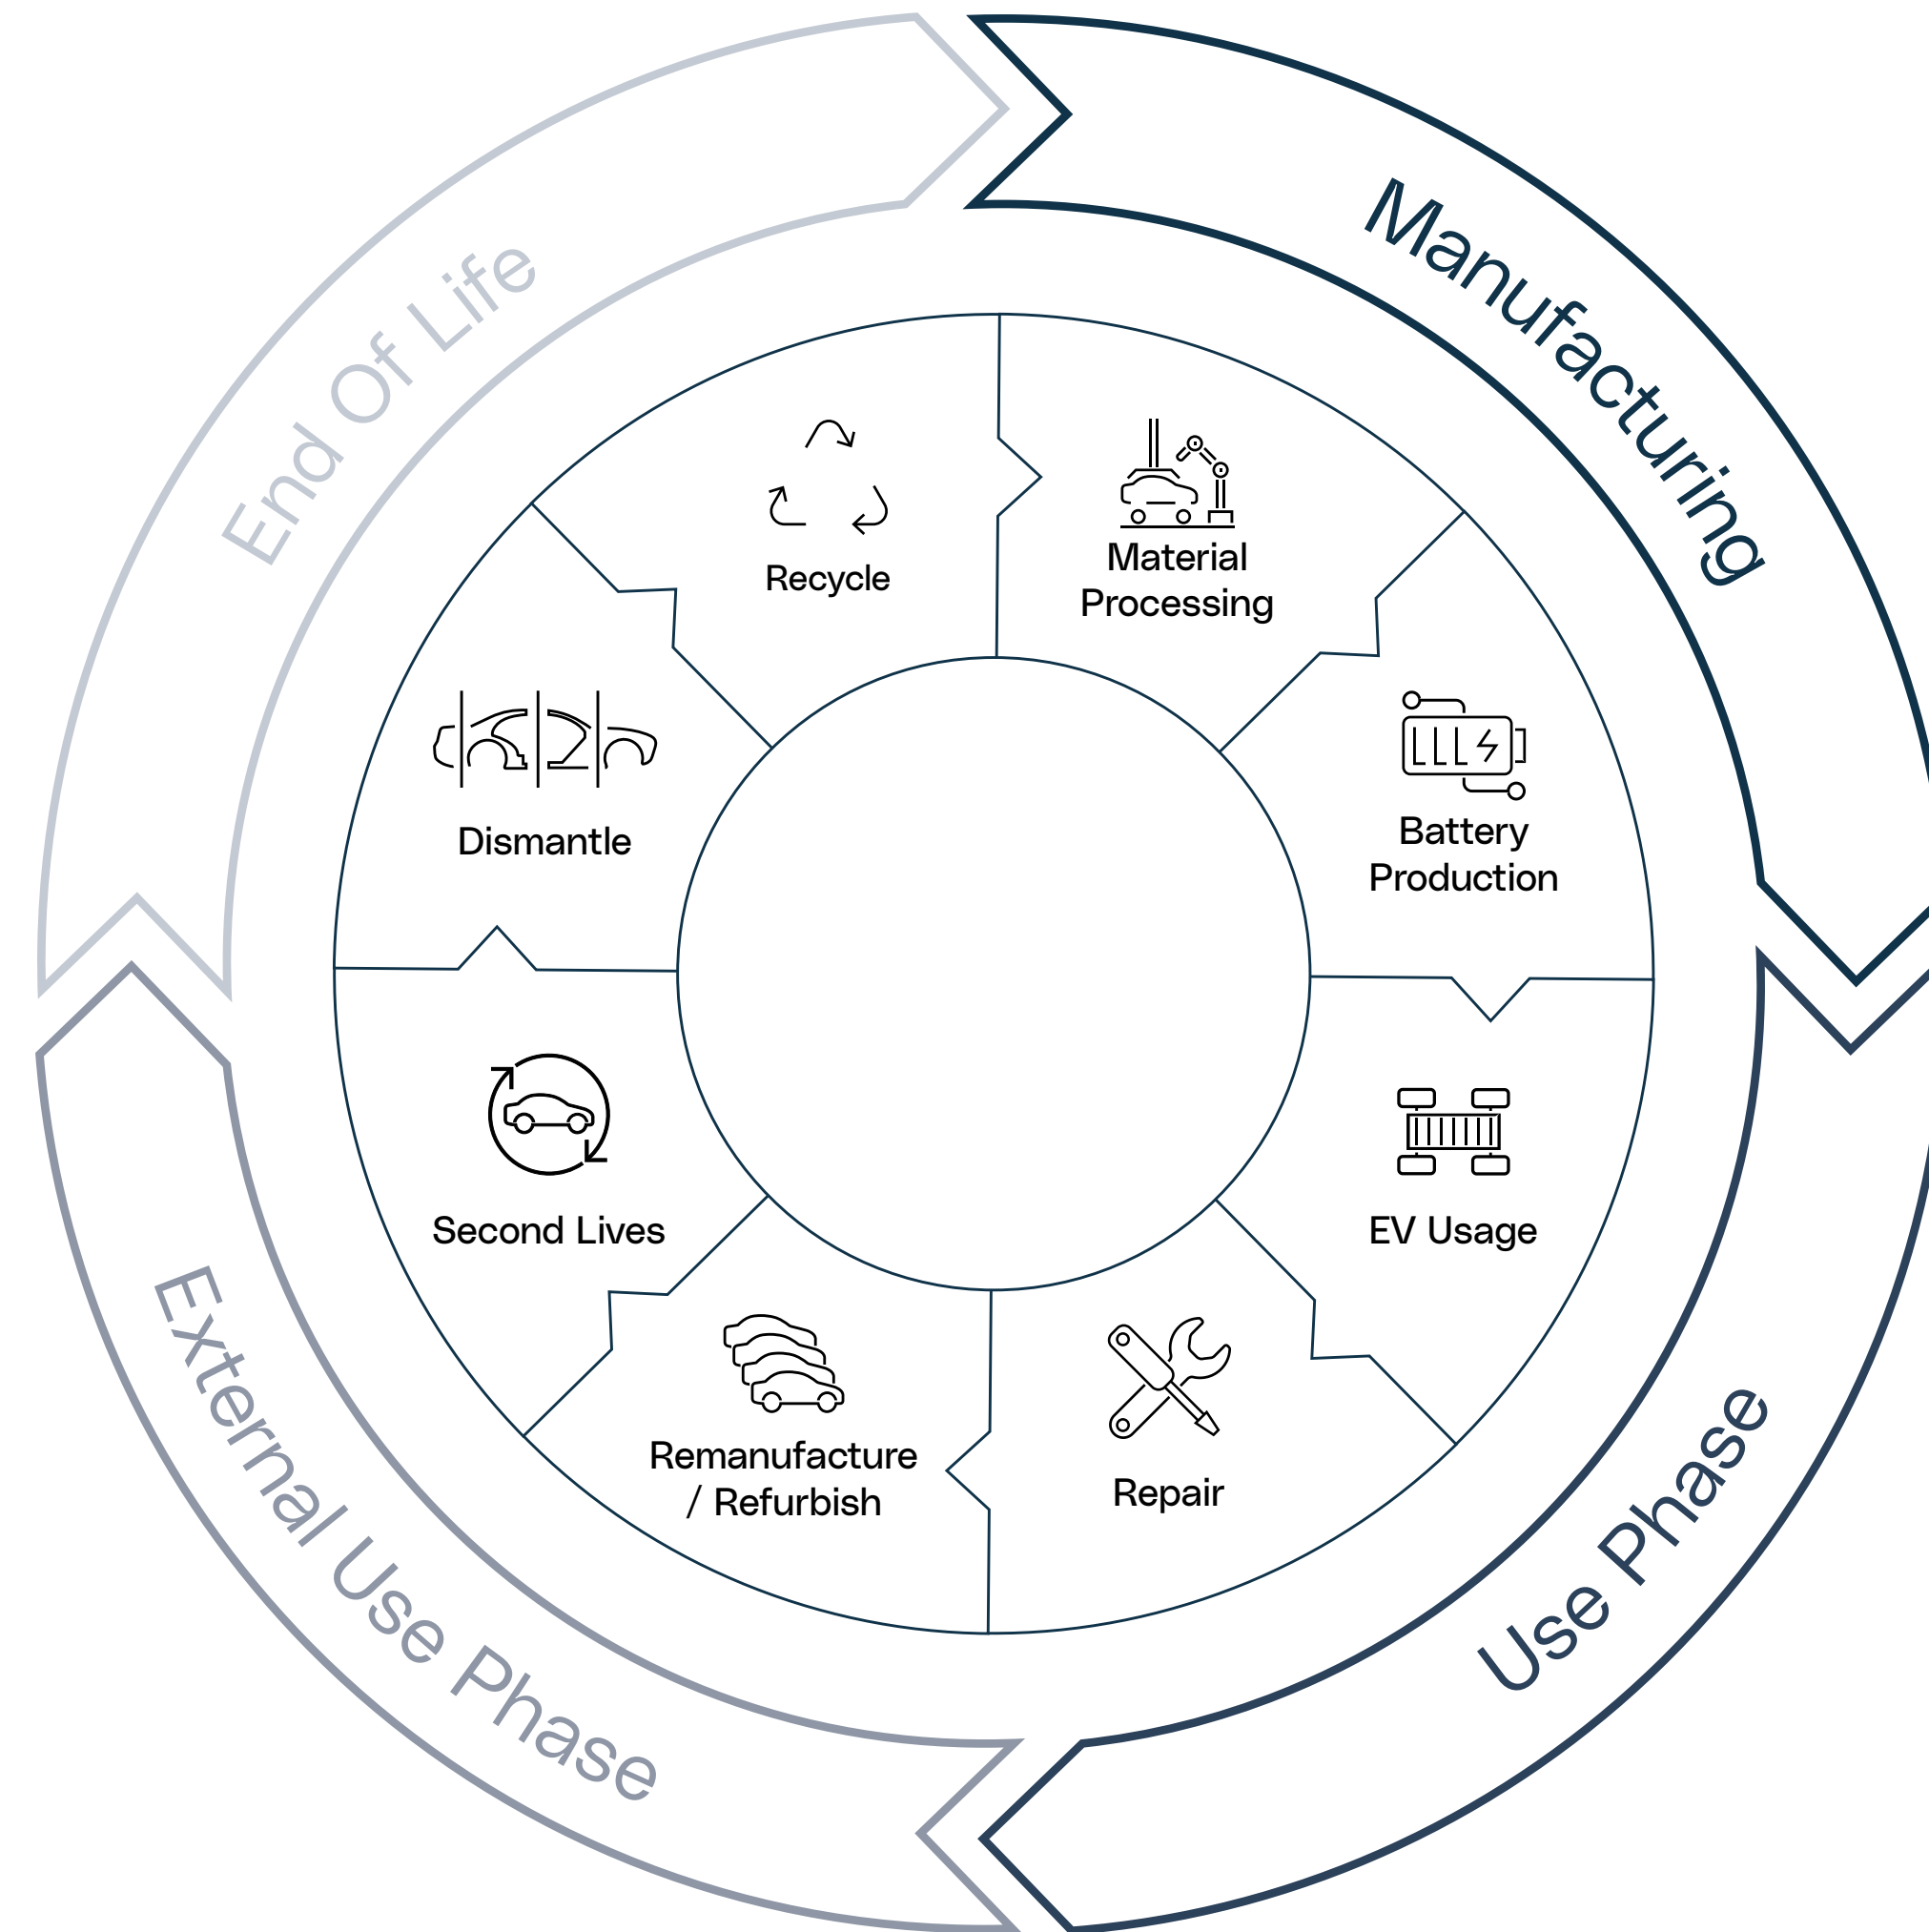 Manufacturing
Use Phase
External Use Phase
End Of Life
Material
Processing
Battery
Production
EV Usage
Repair
Remanufacture
/ Refurbish
Second Lives
Dismantle
Recycle